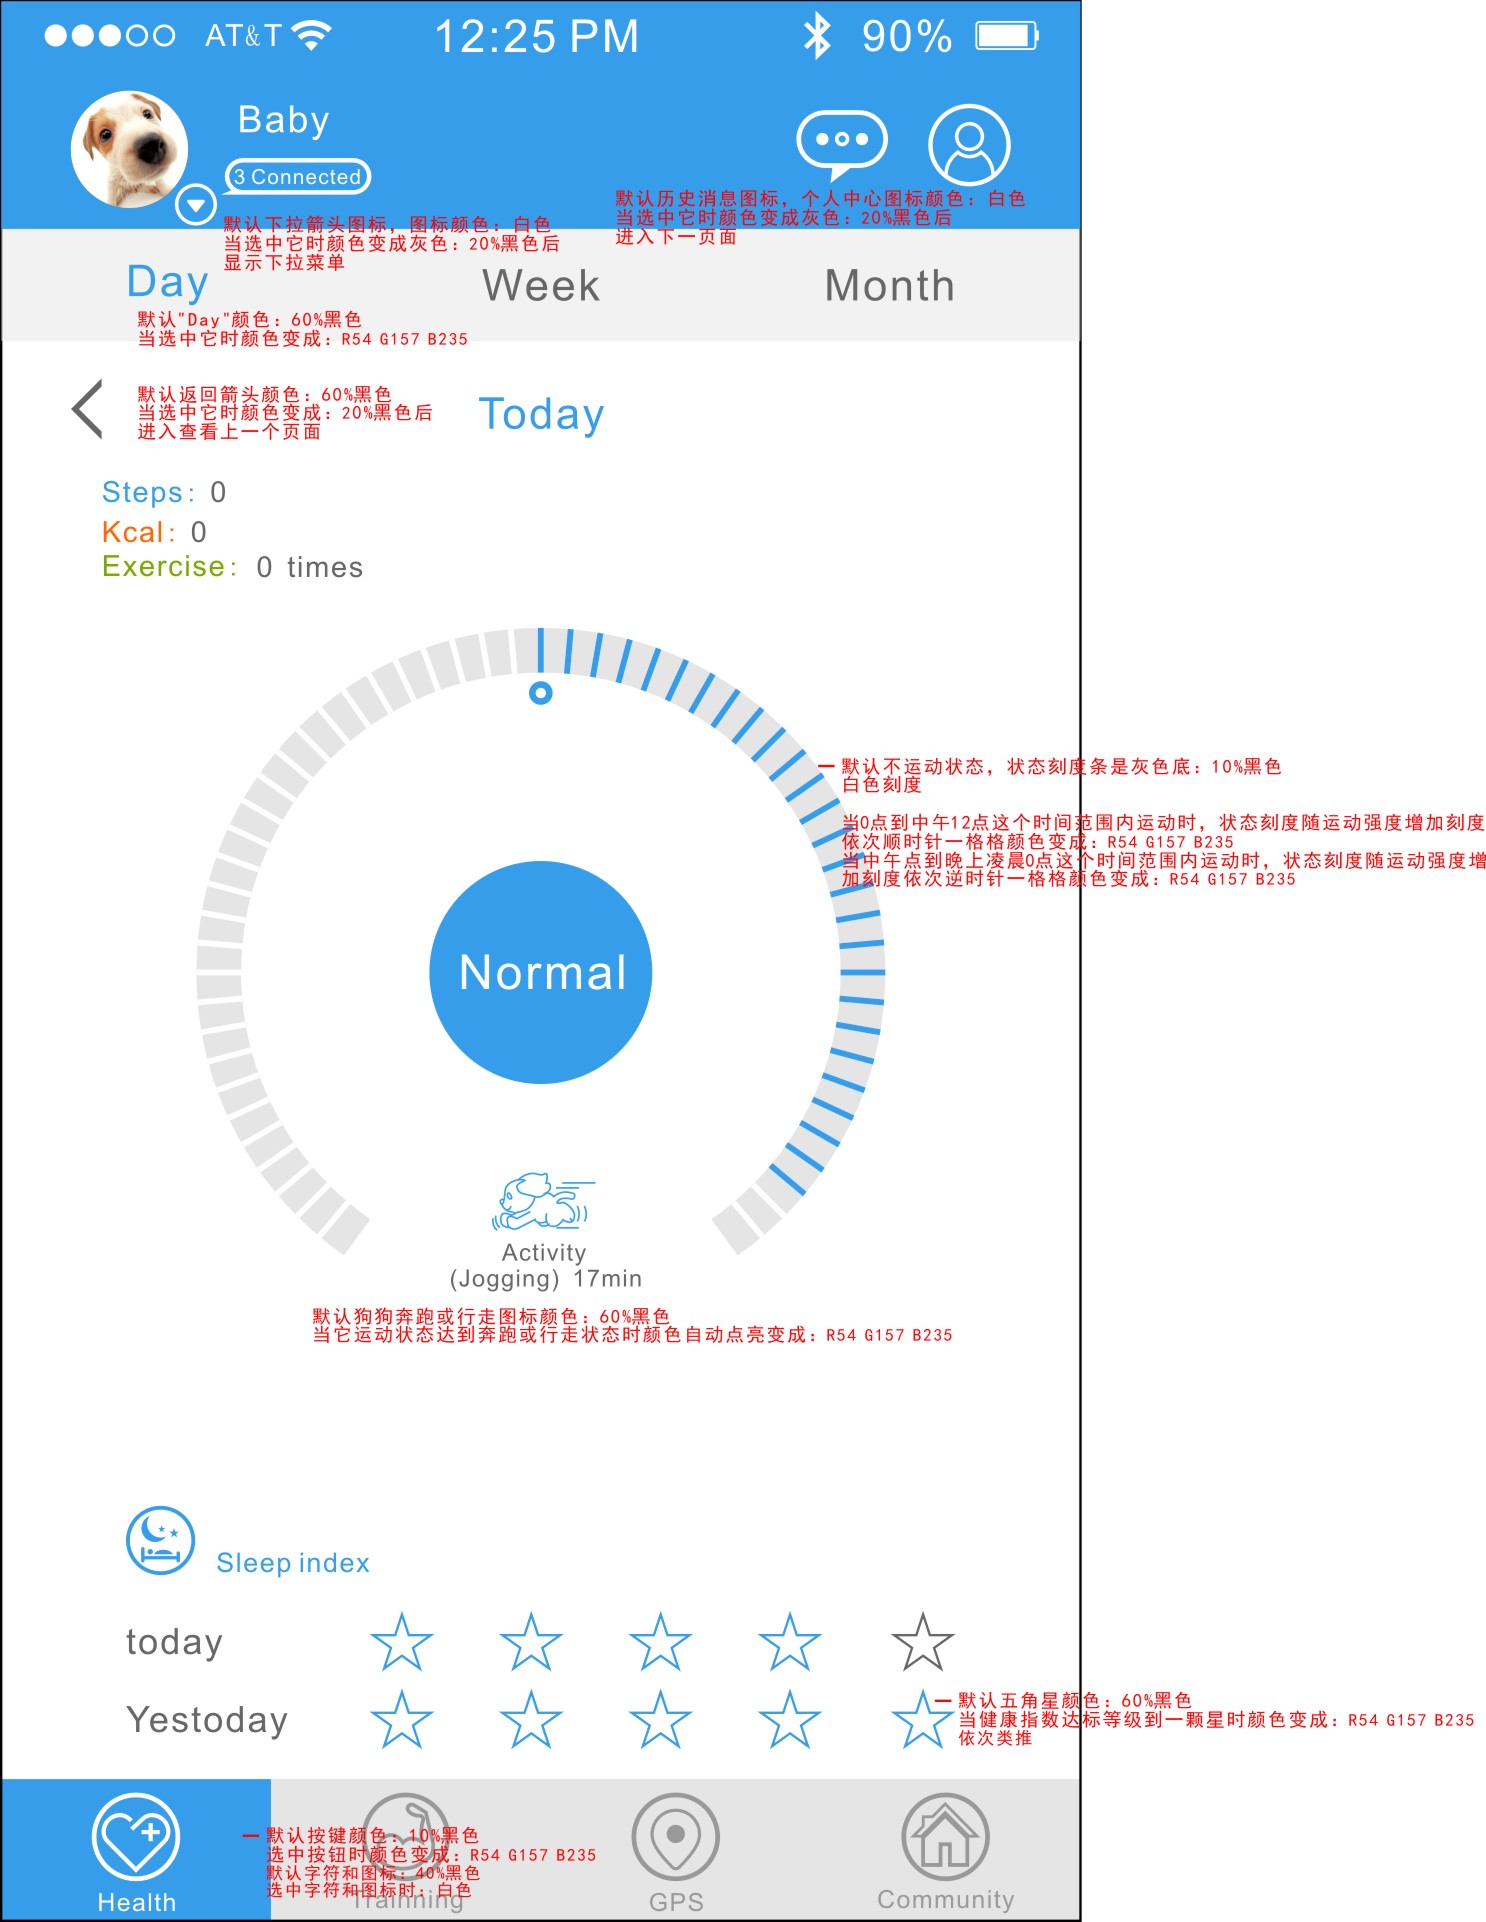 AT&T 12:25 PM 90%
Baby
3 Connected
默认下拉箭头图标，图标颜色：白色
当选中它时颜色变成灰色：20%黑色后
显示下拉菜单
默认历史消息图标，个人中心图标颜色：白色
当选中它时颜色变成灰色：20%黑色后
进入下一页面
Day Week Month
默认"Day"颜色：60%黑色
当选中它时颜色变成：R54 G157 B235
默认返回箭头颜色：60%黑色
当选中它时颜色变成：20%黑色后
进入查看上一个页面
Today
Steps: 0
Kcal: 0
Exercise: 0 times
默认不运动状态，状态刻度条是灰色底：10%黑色
白色刻度
当0点到中午12点这个时间范围内运动时，状态刻度随运动强度增加刻度
依次顺时针一格格颜色变成：R54 G157 B235
当中午点到晚上凌晨0点这个时间范围内运动时，状态刻度随运动强度增
加刻度依次逆时针一格格颜色变成：R54 G157 B235
Normal
Activity
(Jogging) 17min
默认狗狗奔跑或行走图标颜色：60%黑色
当它运动状态达到奔跑或行走状态时颜色自动点亮变成：R54 G157 B235
Sleep index
today
Yestoday
默认五角星颜色：60%黑色
当健康指数达标等级到一颗星时颜色变成：R54 G157 B235
依次类推
默认按键颜色：10%黑色
选中按钮时颜色变成：R54 G157 B235
默认字符和图标：40%黑色
选中字符和图标时：白色
Health Trainning GPS Community